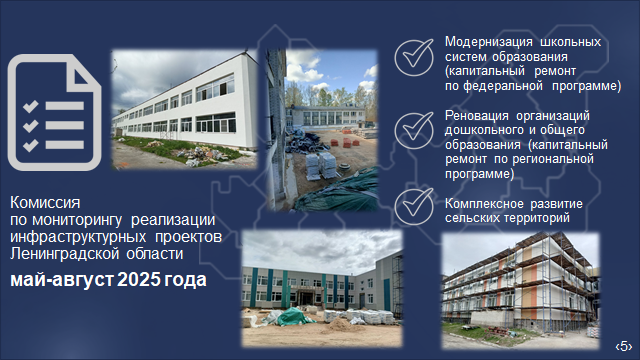 Модернизация школьных
систем образования
(капитальный ремонт
по федеральной программе)
Реновация организаций
дошкольного и общего
образования (капитальный
ремонт по региональной
программе)
Комплексное развитие
сельских территорий
Комиссия
по мониторингу реализации
инфраструктурных проектов
Ленинградской области
май-август 2025 года
‹5›